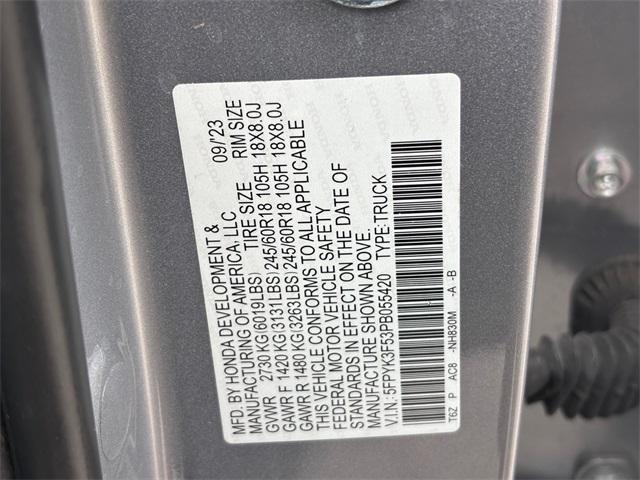 MFD. BY HONDA DEVELOPMENT & 09/'23
MANUFACTURING OF AMERICA, LLC
TIRE SIZE RIM SIZE
GVWR 2730 KG(6019LBS)
GAWR F 1420 KG(3131LBS)245/60R18 105H 18X8.0J
GAWR R 1480 KG(3263LBS)245/60R18 105H 18X8.0J
THIS VEHICLE CONFORMS TO ALL APPLICABLE
FEDERAL MOTOR VEHICLE SAFETY
STANDARDS IN EFFECT ON THE DATE OF
MANUFACTURE SHOWN ABOVE.
V.I.N: 5FPYK3F53PB055420 TYPE:TRUCK
T6Z P AC8 -NH830M -A -B